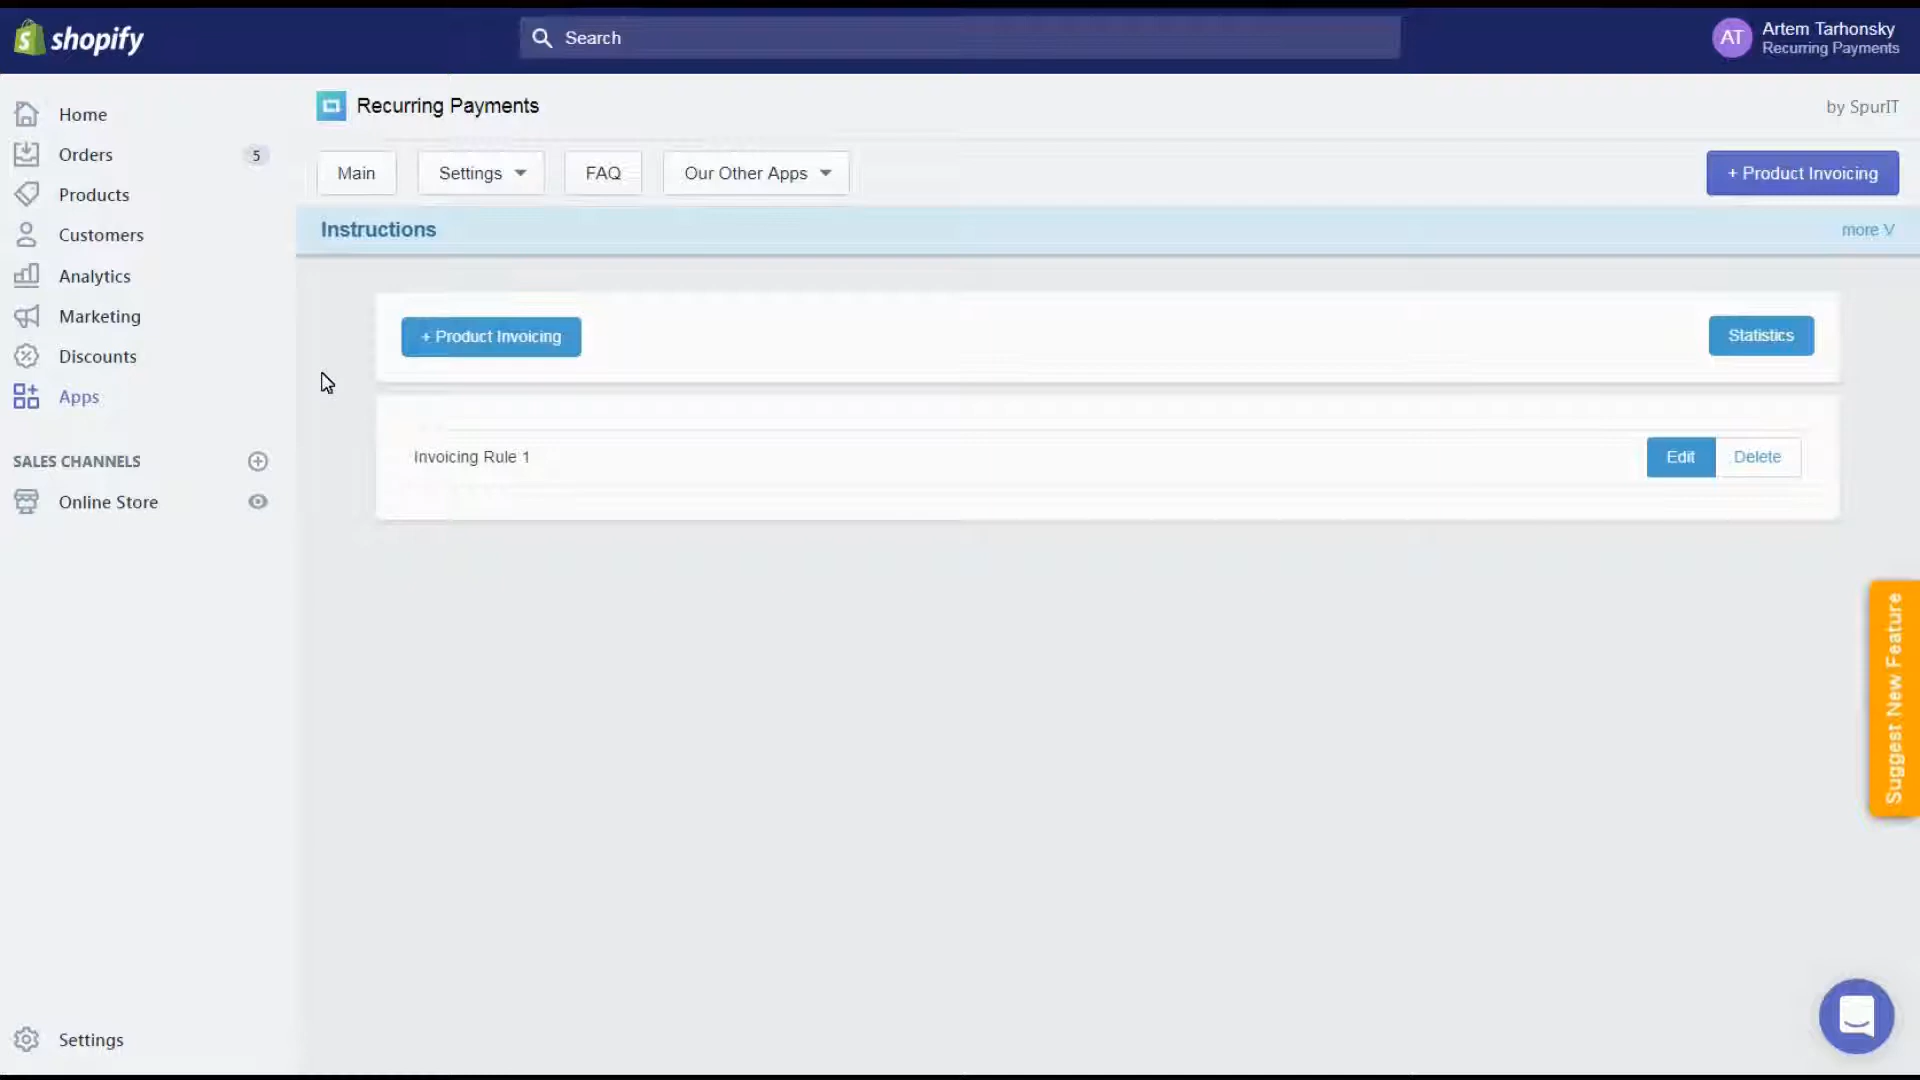 shopify
Search
AT
Artem Tarhonsky
Recurring Payments
Home
Orders
5
Products
Customers
Analytics
Marketing
Discounts
Apps
SALES CHANNELS
Online Store
Settings
Recurring Payments
by SpurIT
Main
Settings
FAQ
Our Other Apps
+ Product Invoicing
Instructions
more V
+ Product Invoicing
Statistics
Invoicing Rule 1
Edit
Delete
Suggest New Feature